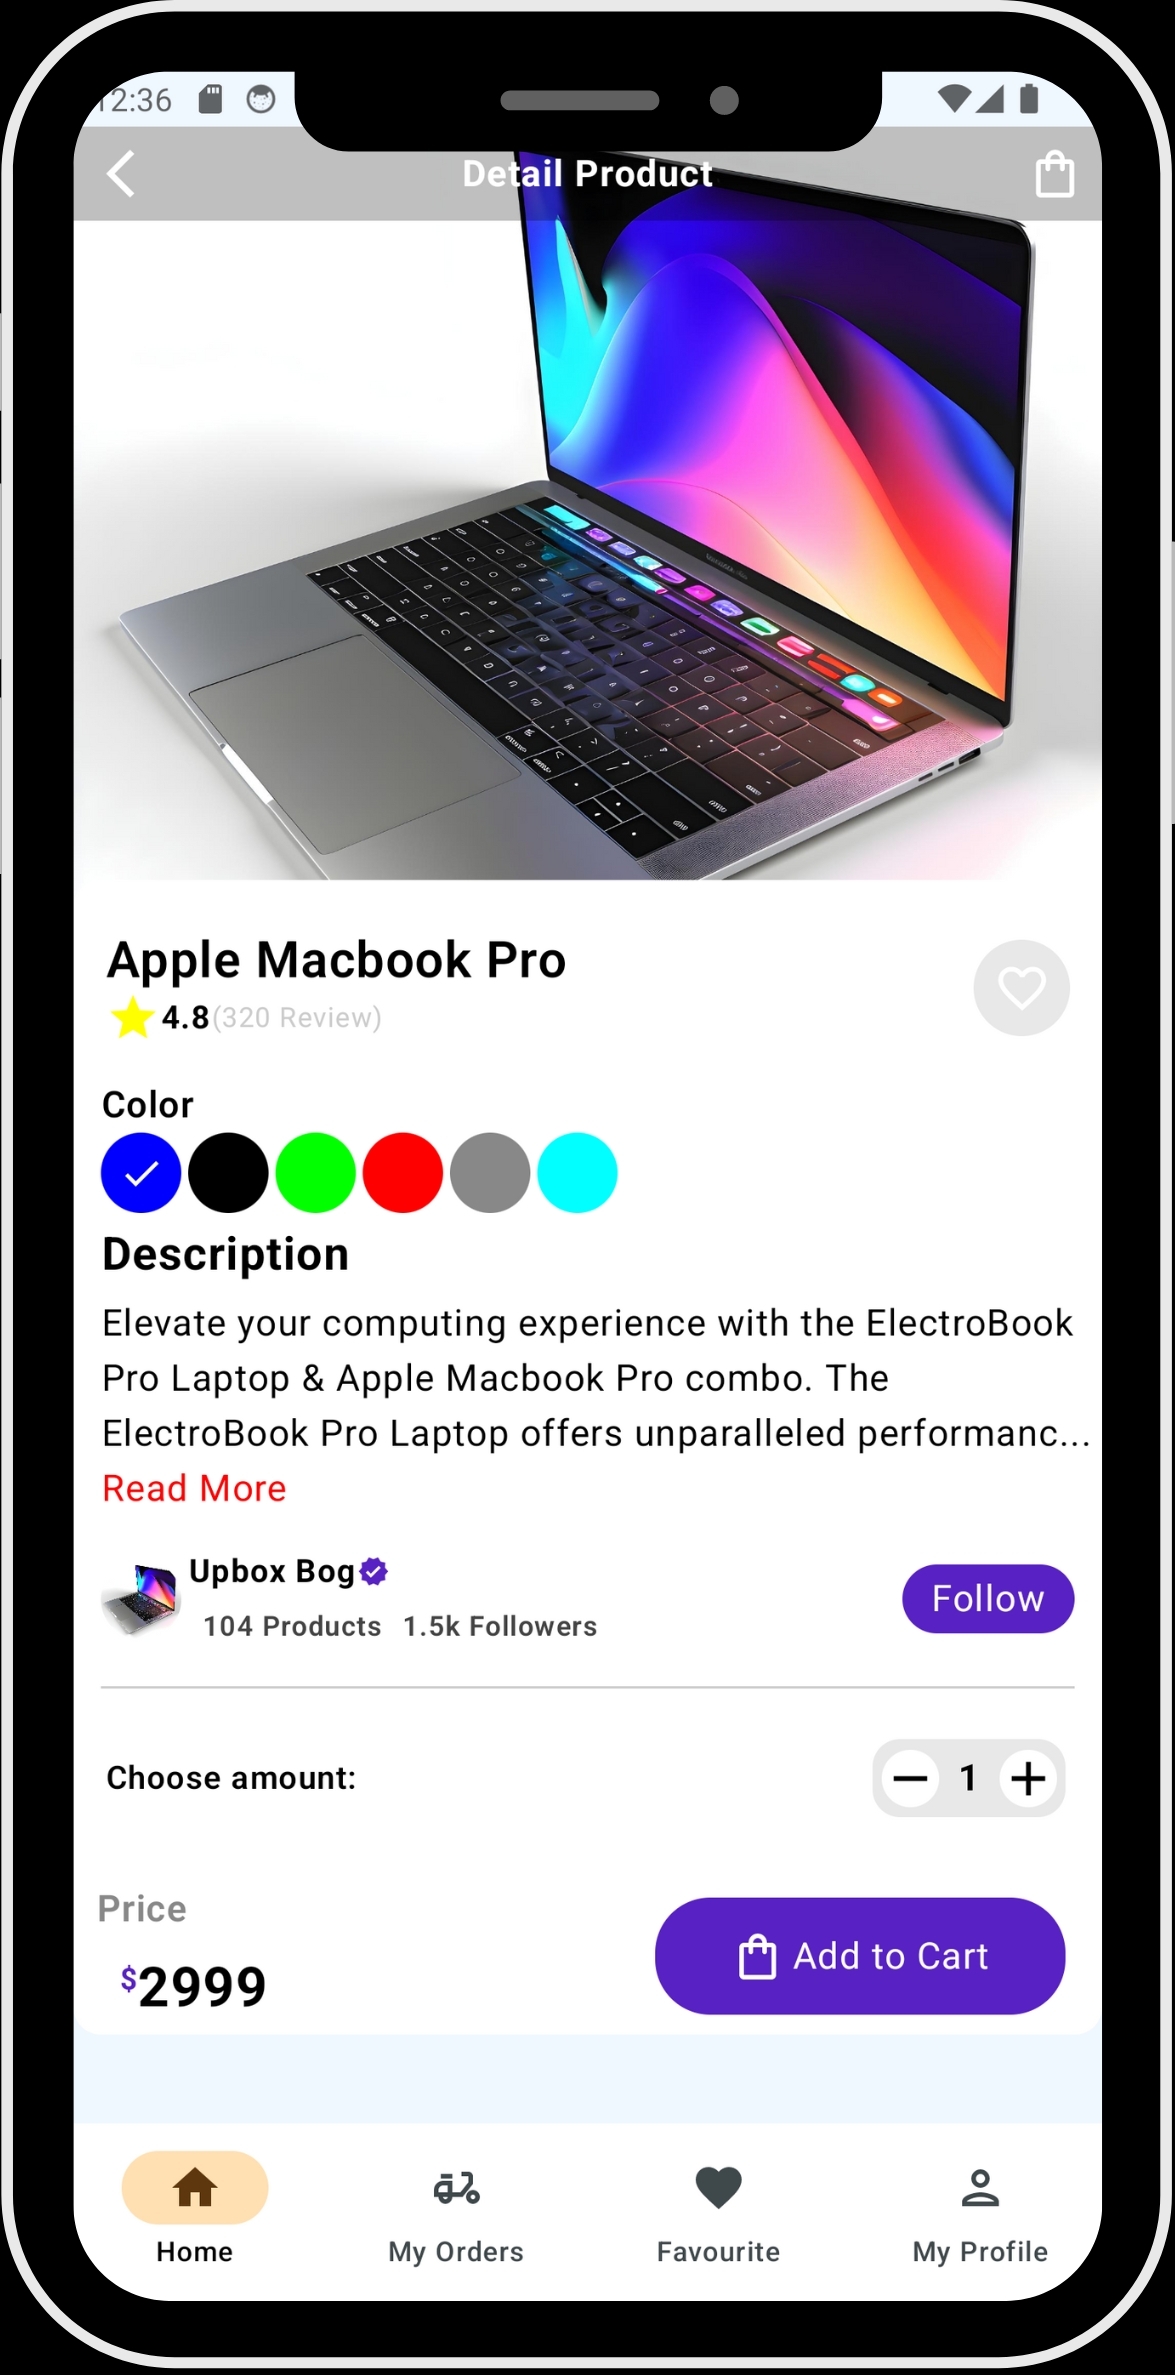 12:36
Detail Product
Apple Macbook Pro
4.8(320 Review)
Color
Description
Elevate your computing experience with the ElectroBook
Pro Laptop & Apple Macbook Pro combo. The
ElectroBook Pro Laptop offers unparalleled performanc...
Read More
Upbox Bog
104 Products 1.5k Followers
Follow
Choose amount:
1
Price
$2999
Add to Cart
Home
My Orders
Favourite
My Profile